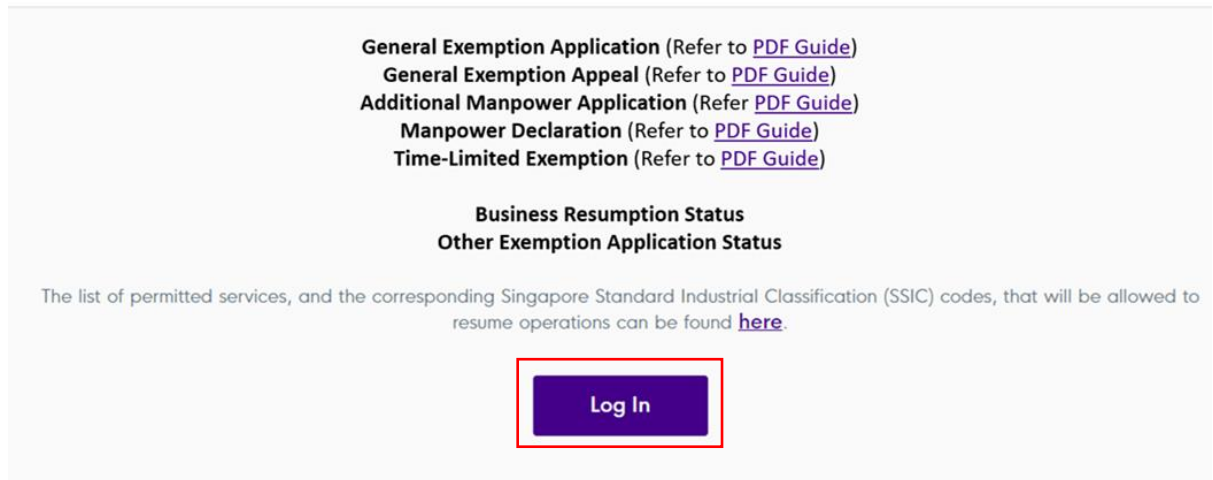 General Exemption Application (Refer to PDF Guide)
General Exemption Appeal (Refer to PDF Guide)
Additional Manpower Application (Refer PDF Guide)
Manpower Declaration (Refer to PDF Guide)
Time-Limited Exemption (Refer to PDF Guide)
Business Resumption Status
Other Exemption Application Status
The list of permitted services, and the corresponding Singapore Standard Industrial Classification (SSIC) codes, that will be allowed to
resume operations can be found here.
Log In